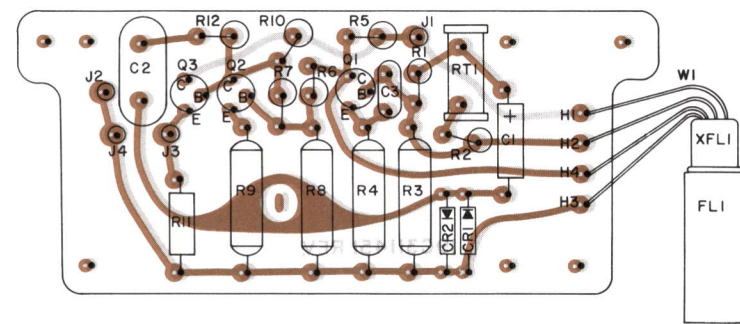 R12 R10 R5 J1
C2 Q3 Q2 R7 R6 Q1 C3 R1 RT1 W1
J2 C B C C B
E E E
J4 J3 R2 + C1 H1 H2 H4 H3 XFL1
R11 R9 R8 R4 R3 CR2 CR1 FL1